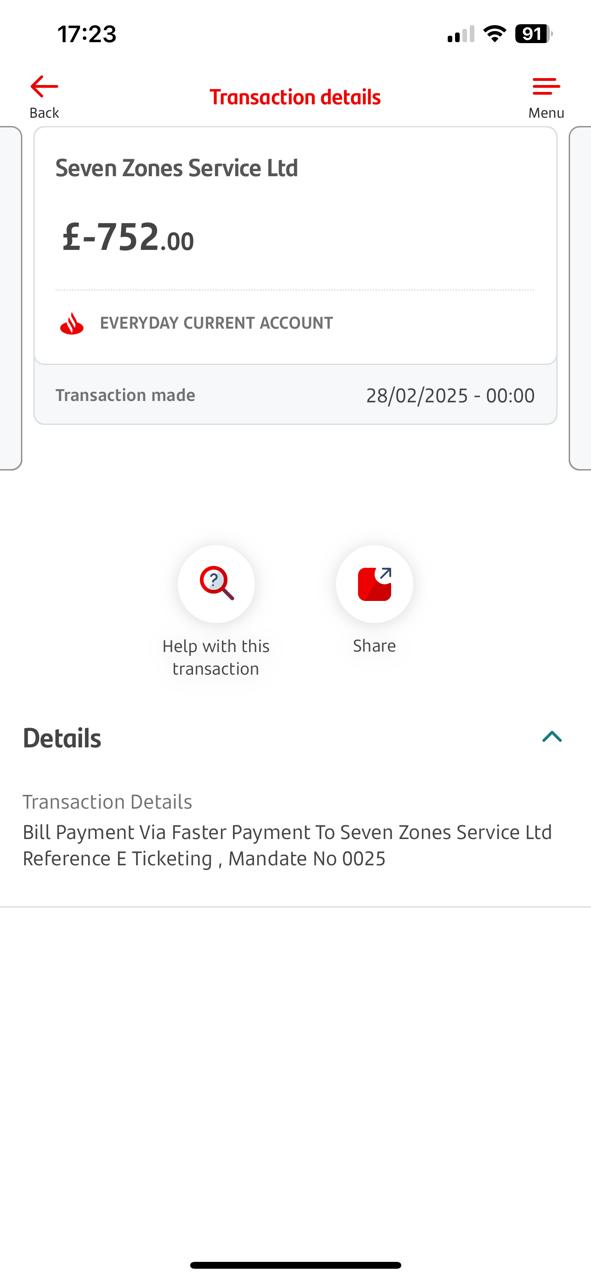 17:23
91
Back
Transaction details
Menu
Seven Zones Service Ltd
£-752.00
EVERYDAY CURRENT ACCOUNT
Transaction made 28/02/2025 - 00:00
?
Help with this
transaction
Share
Details
Transaction Details
Bill Payment Via Faster Payment To Seven Zones Service Ltd
Reference E Ticketing , Mandate No 0025